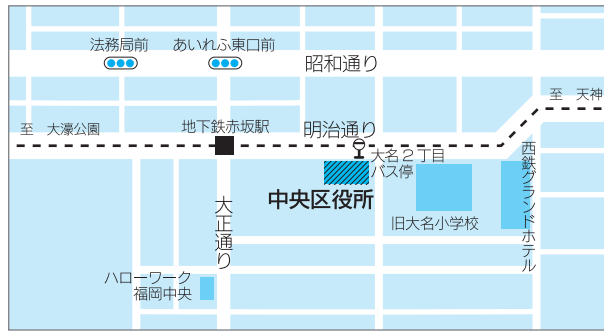 法務局前
あいれふ東口前
昭和通り
至 天神
至 大濠公園
地下鉄赤坂駅
明治通り
大名2丁目
バス停
中央区役所
旧大名小学校
西鉄グランドホテル
大正通り
ハローワーク
福岡中央